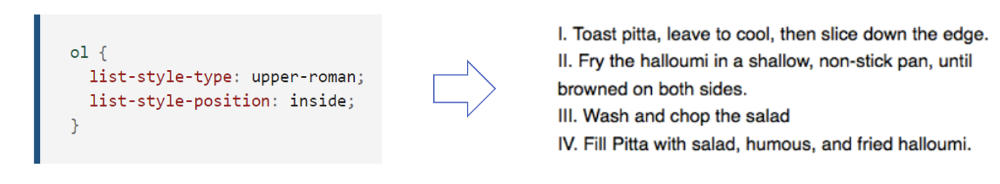 ol {
  list-style-type: upper-roman;
  list-style-position: inside;
}
I. Toast pitta, leave to cool, then slice down the edge.
II. Fry the halloumi in a shallow, non-stick pan, until
browned on both sides.
III. Wash and chop the salad
IV. Fill Pitta with salad, humous, and fried halloumi.